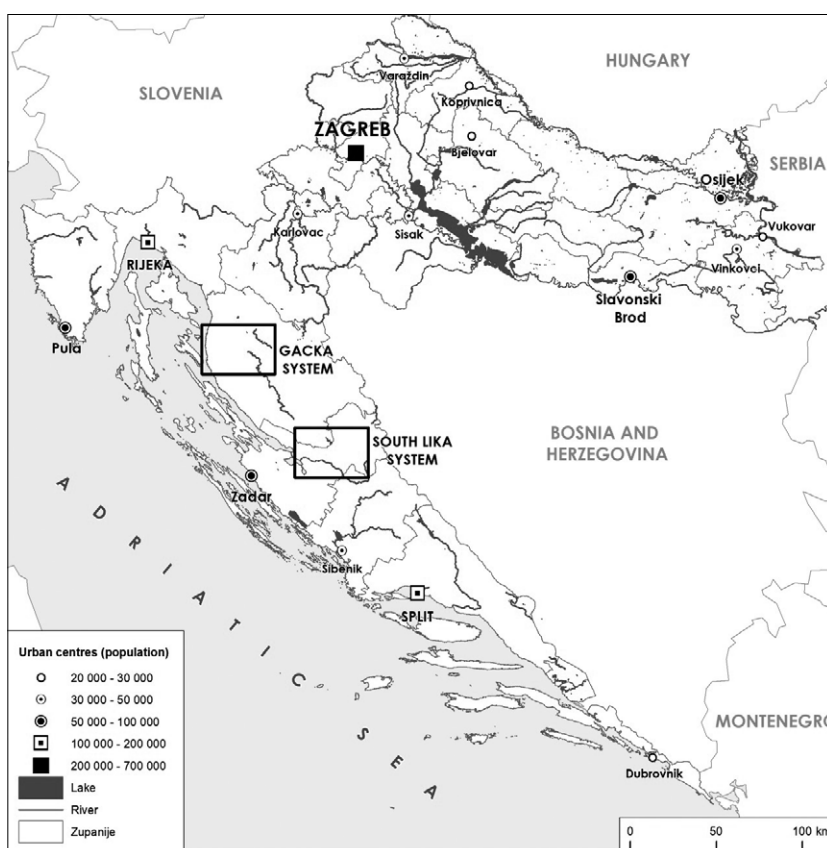 HUNGARY
SLOVENIA
Varaždin
Koprivnica
ZAGREB
Bjelovar
SERBIA
Osijek
Karlovac
Sisak
Vukovar
RIJEKA
Vinkovci
Slavonski
Brod
Pula
GACKA
SYSTEM
SOUTH LIKA
SYSTEM
BOSNIA AND
HERZEGOVINA
Zadar
ADRIATIC SEA
Šibenik
SPLIT
MONTENEGRO
Dubrovnik
Urban centres (population)
20 000 - 30 000
30 000 - 50 000
50 000 - 100 000
100 000 - 200 000
200 000 - 700 000
Lake
River
Zupanije
0 50 100 km